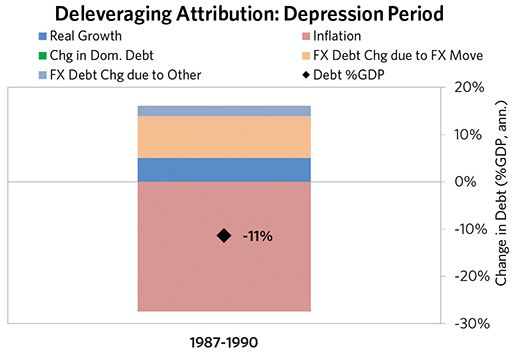 Deleveraging Attribution: Depression Period
Real Growth
Inflation
Chg in Dom. Debt
FX Debt Chg due to FX Move
FX Debt Chg due to Other
Debt %GDP
20%
10%
0%
-10%
-20%
-30%
Change in Debt (%GDP, ann.)
-11%
1987-1990